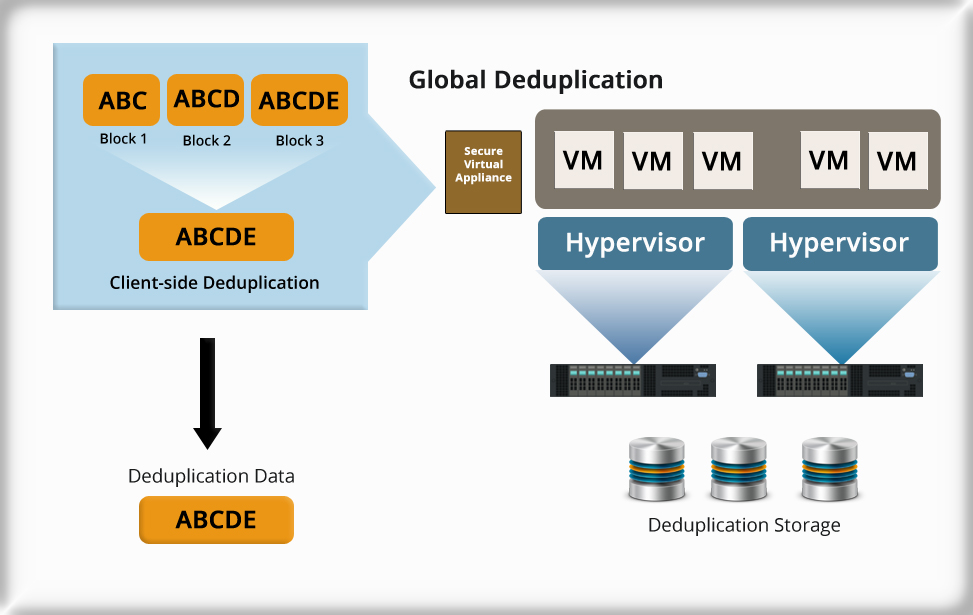 Global Deduplication
ABC
ABCD
ABCDE
Block 1
Block 2
Block 3
ABCDE
Client-side Deduplication
Secure
Virtual
Appliance
VM
VM
VM
VM
VM
Hypervisor
Hypervisor
Deduplication Data
ABCDE
Deduplication Storage